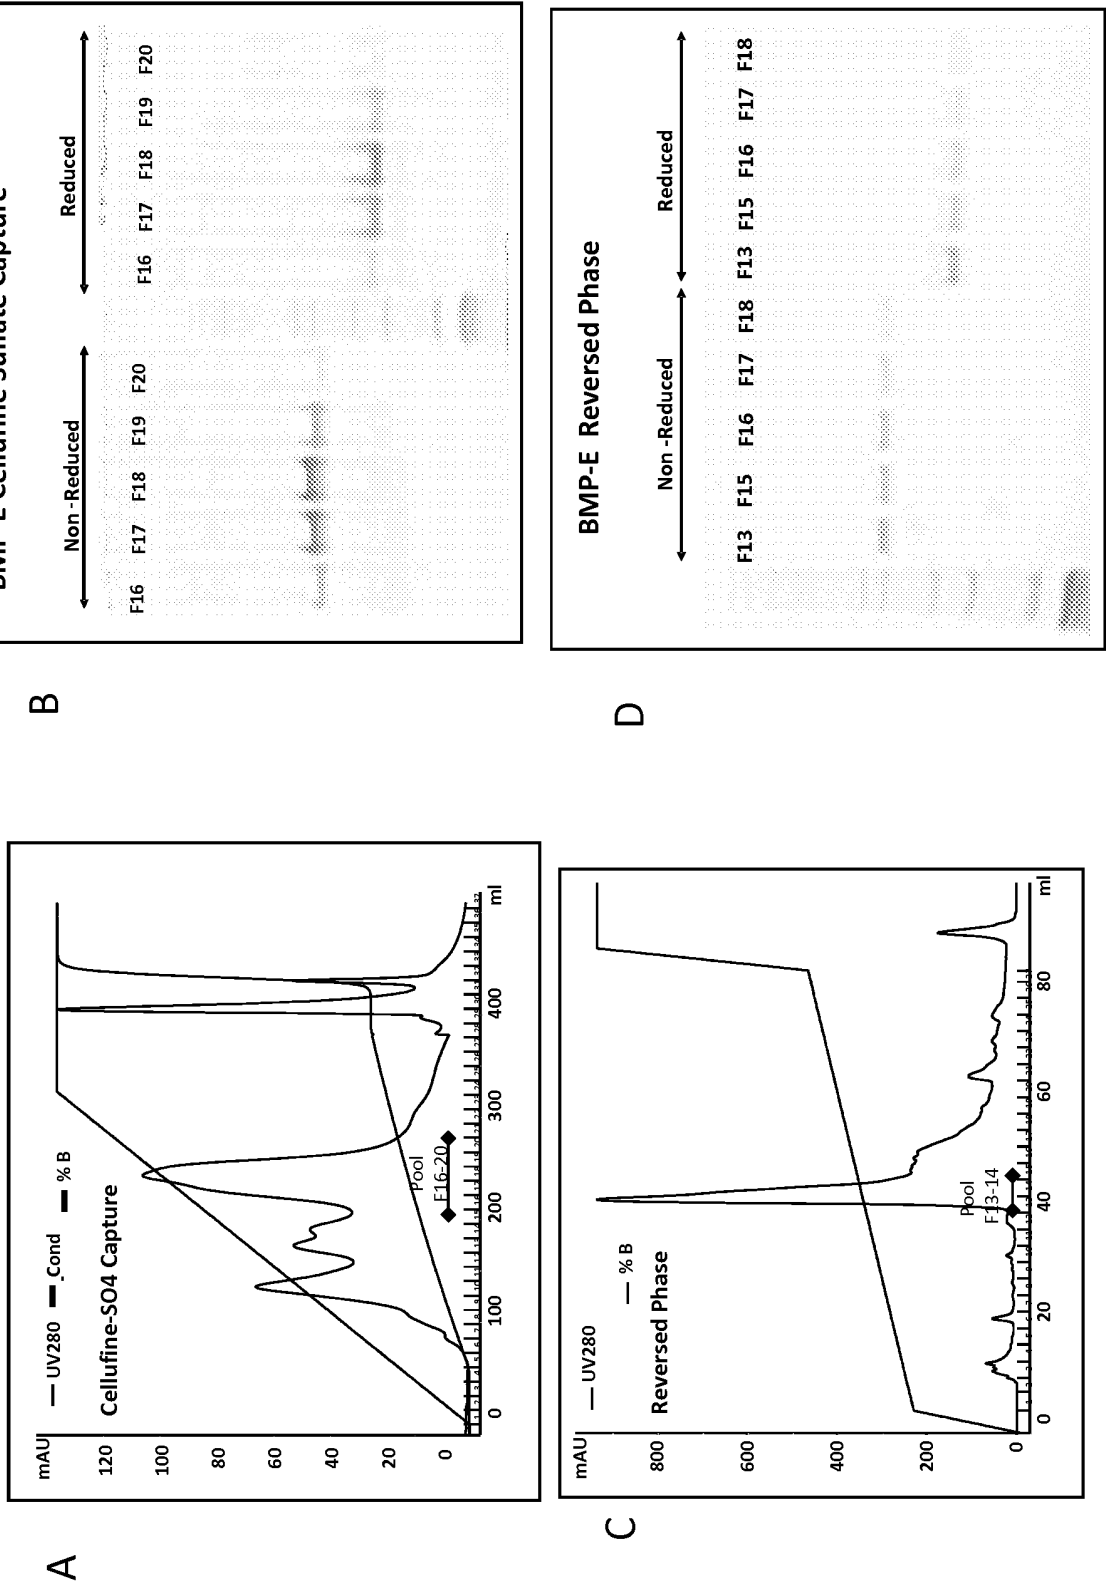 A
mAU
120
100
80
60
40
20
0
UV280 _Cond % B
Cellufine-SO4 Capture
Pool
F16-20
0 100 200 300 400 ml
B
Non -Reduced Reduced
F16 F17 F18 F19 F20 F16 F17 F18 F19 F20
C
mAU
800
600
400
200
0
UV280
% B
Reversed Phase
Pool
F13-14
0 20 40 60 80 ml
D
BMP-E Reversed Phase
Non -Reduced Reduced
F13 F15 F16 F17 F18 F13 F15 F16 F17 F18